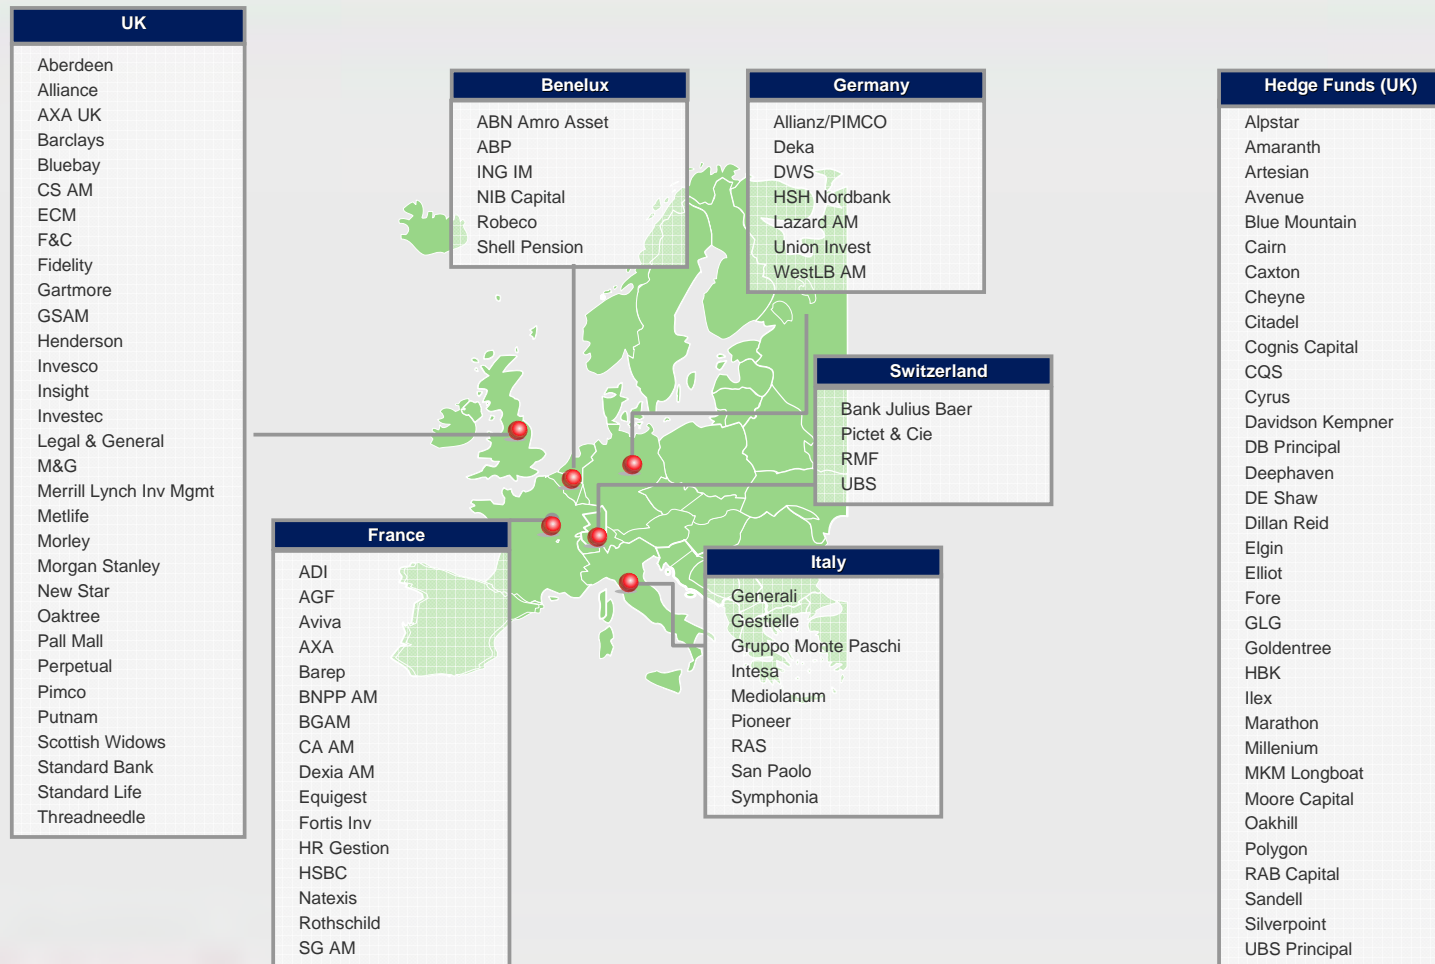 UK
Aberdeen
Alliance
AXA UK
Barclays
Bluebay
CS AM
ECM
F&C
Fidelity
Gartmore
GSAM
Henderson
Invesco
Insight
Investec
Legal & General
M&G
Merrill Lynch Inv Mgmt
Metlife
Morley
Morgan Stanley
New Star
Oaktree
Pall Mall
Perpetual
Pimco
Putnam
Scottish Widows
Standard Bank
Standard Life
Threadneedle
Benelux
ABN Amro Asset
ABP
ING IM
NIB Capital
Robeco
Shell Pension
Germany
Allianz/PIMCO
Deka
DWS
HSH Nordbank
Lazard AM
Union Invest
WestLB AM
Switzerland
Bank Julius Baer
Pictet & Cie
RMF
UBS
France
ADI
AGF
Aviva
AXA
Barep
BNPP AM
BGAM
CA AM
Dexia AM
Equigest
Fortis Inv
HR Gestion
HSBC
Natexis
Rothschild
SG AM
Italy
Generali
Gestielle
Gruppo Monte Paschi
Intesa
Mediolanum
Pioneer
RAS
San Paolo
Symphonia
Hedge Funds (UK)
Alpstar
Amaranth
Artesian
Avenue
Blue Mountain
Cairn
Caxton
Cheyne
Citadel
Cognis Capital
CQS
Cyrus
Davidson Kempner
DB Principal
Deephaven
DE Shaw
Dillan Reid
Elgin
Elliot
Fore
GLG
Goldentree
HBK
Ilex
Marathon
Millenium
MKM Longboat
Moore Capital
Oakhill
Polygon
RAB Capital
Sandell
Silverpoint
UBS Principal